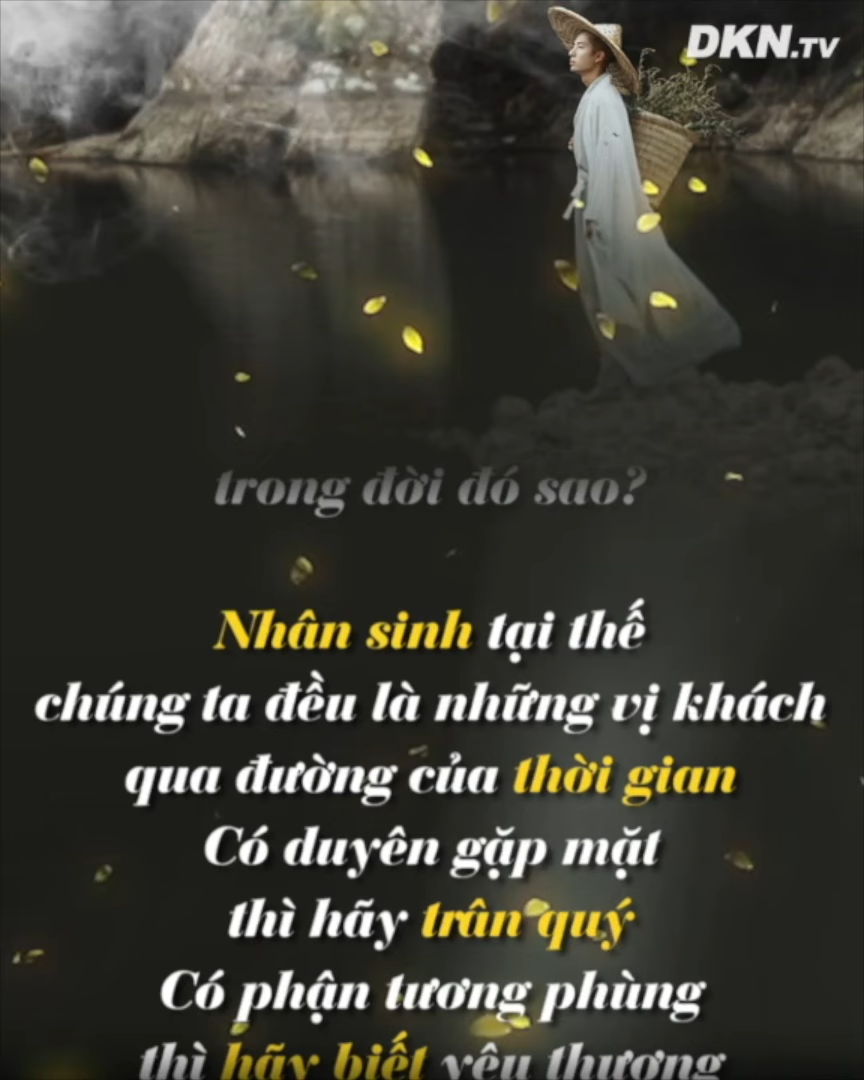 DKN.TV
trong đời đó sao?
Nhân sinh tại thế
chúng ta đều là những vị khách
qua đường của thời gian
Có duyên gặp mặt
thì hãy trân quý
Có phận tương phùng
thì hãy biết yêu thương